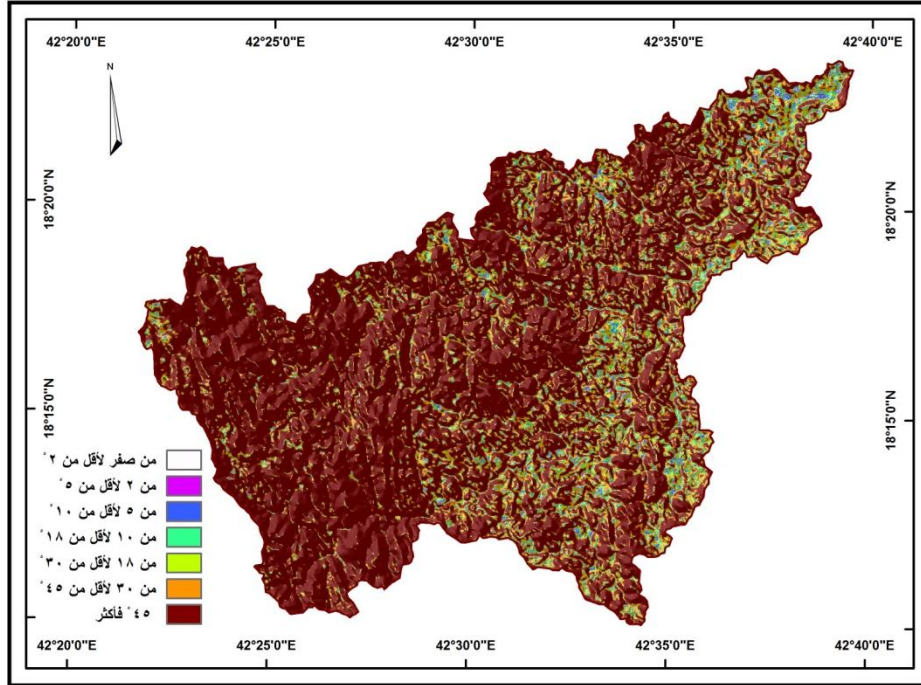 42°20'0"E 42°25'0"E 42°30'0"E 42°35'0"E 42°40'0"E
N
18°20'0"N 18°20'0"N
18°15'0"N 18°15'0"N
من صفر لأقل من ٢°
من ٢ لأقل من ٥°
من ٥ لأقل من ١٠°
من ١٠ لأقل من ١٨°
من ١٨ لأقل من ٣٠°
من ٣٠ لأقل من ٤٥°
٤٥° فأكثر
42°20'0"E 42°25'0"E 42°30'0"E 42°35'0"E 42°40'0"E